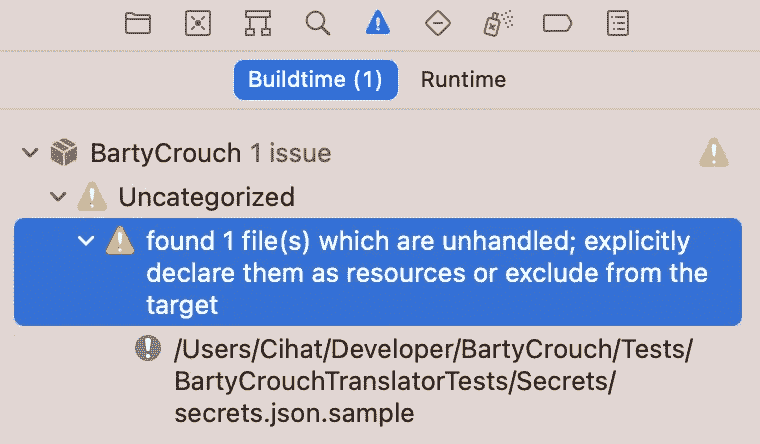 Buildtime (1) Runtime
BartyCrouch 1 issue
Uncategorized
found 1 file(s) which are unhandled; explicitly
declare them as resources or exclude from the
target
/Users/Cihat/Developer/BartyCrouch/Tests/
BartyCrouchTranslatorTests/Secrets/
secrets.json.sample